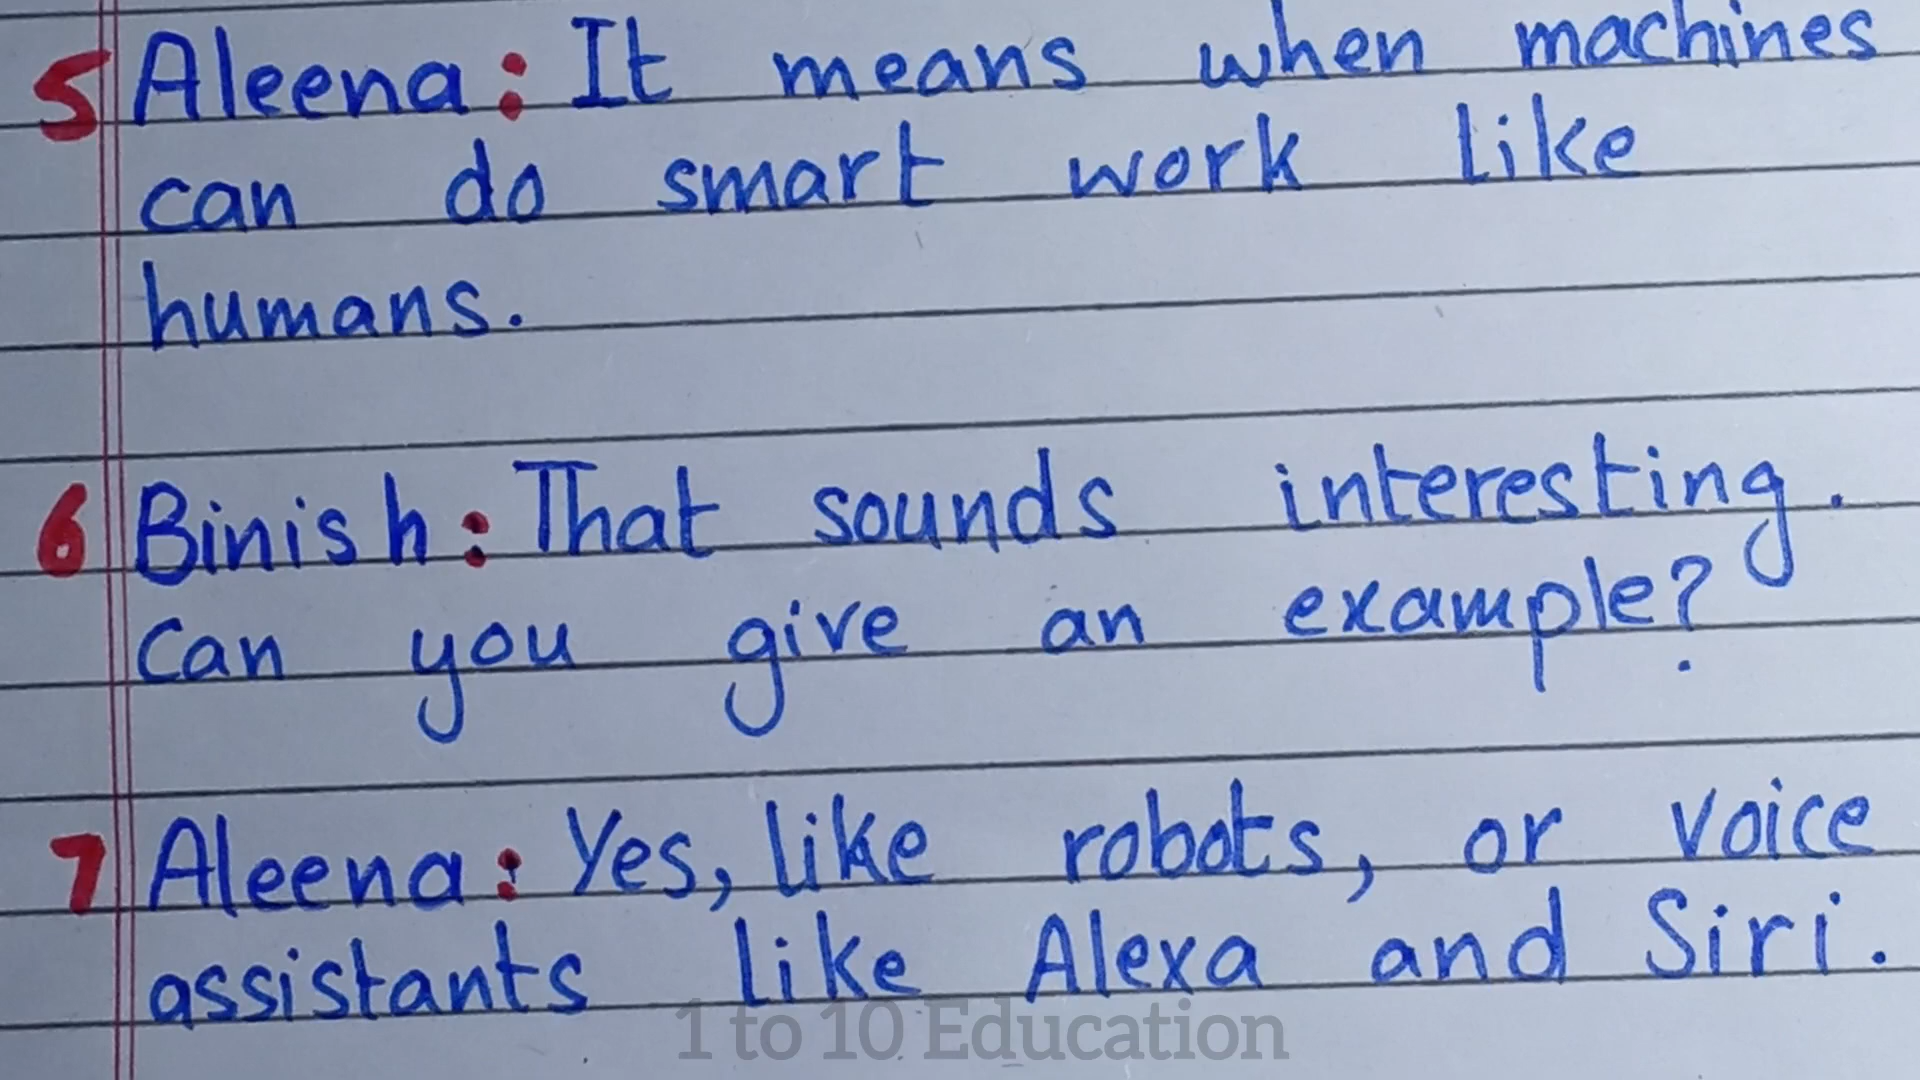 5 Aleena: It means when machines
can do smart work like
humans.
6 Binish: That sounds interesting.
Can you give an example?
7 Aleena: Yes, like robots, or voice
assistants like Alexa and Siri.
1 to 10 Education